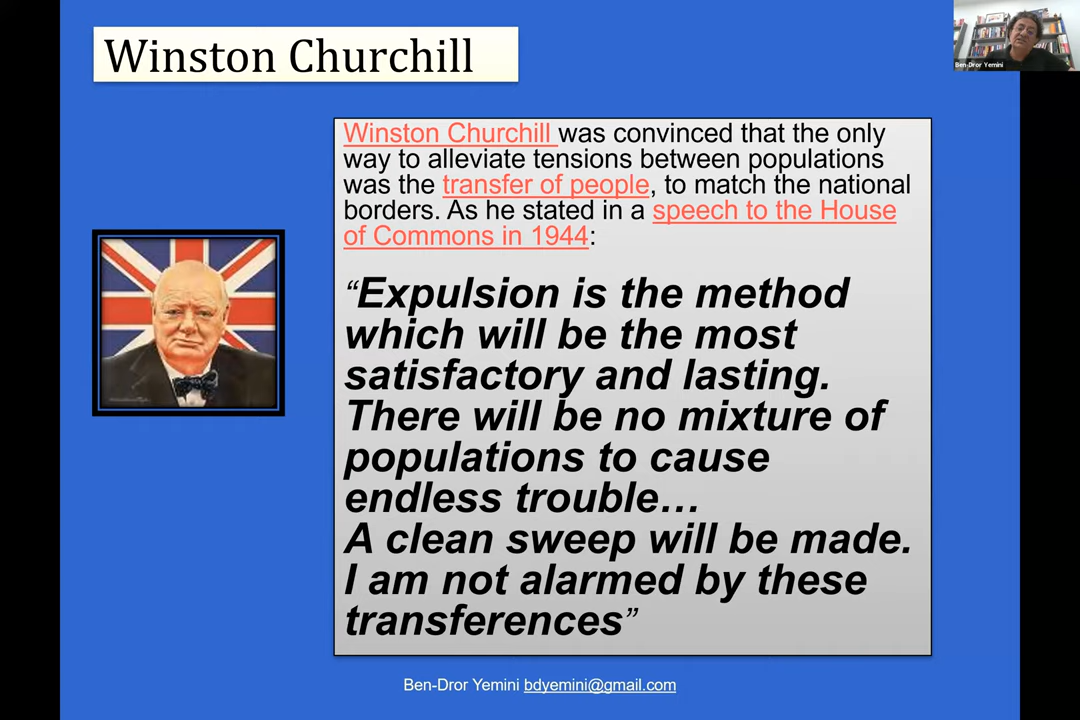 Winston Churchill
Ben-Dror Yemini
Winston Churchill was convinced that the only
way to alleviate tensions between populations
was the transfer of people, to match the national
borders. As he stated in a speech to the House
of Commons in 1944:
“Expulsion is the method
which will be the most
satisfactory and lasting.
There will be no mixture of
populations to cause
endless trouble…
A clean sweep will be made.
I am not alarmed by these
transferences”
Ben-Dror Yemini bdyemini@gmail.com